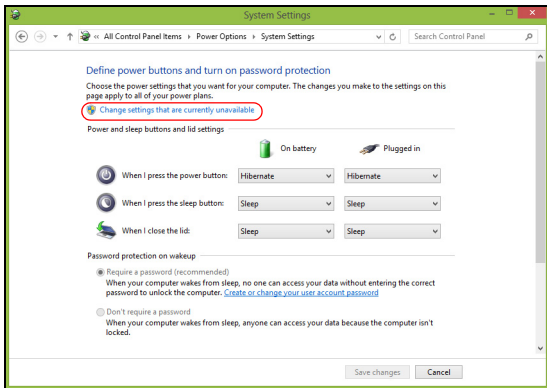 System Settings
« All Control Panel Items ▸ Power Options ▸ System Settings
Search Control Panel
Define power buttons and turn on password protection
Choose the power settings that you want for your computer. The changes you make to the settings on this
page apply to all of your power plans.
Change settings that are currently unavailable
Power and sleep buttons and lid settings
On battery Plugged in
When I press the power button: Hibernate Hibernate
When I press the sleep button: Sleep Sleep
When I close the lid: Sleep Sleep
Password protection on wakeup
Require a password (recommended)
When your computer wakes from sleep, no one can access your data without entering the correct
password to unlock the computer. Create or change your user account password
Don't require a password
When your computer wakes from sleep, anyone can access your data because the computer isn't
locked.
Save changes Cancel